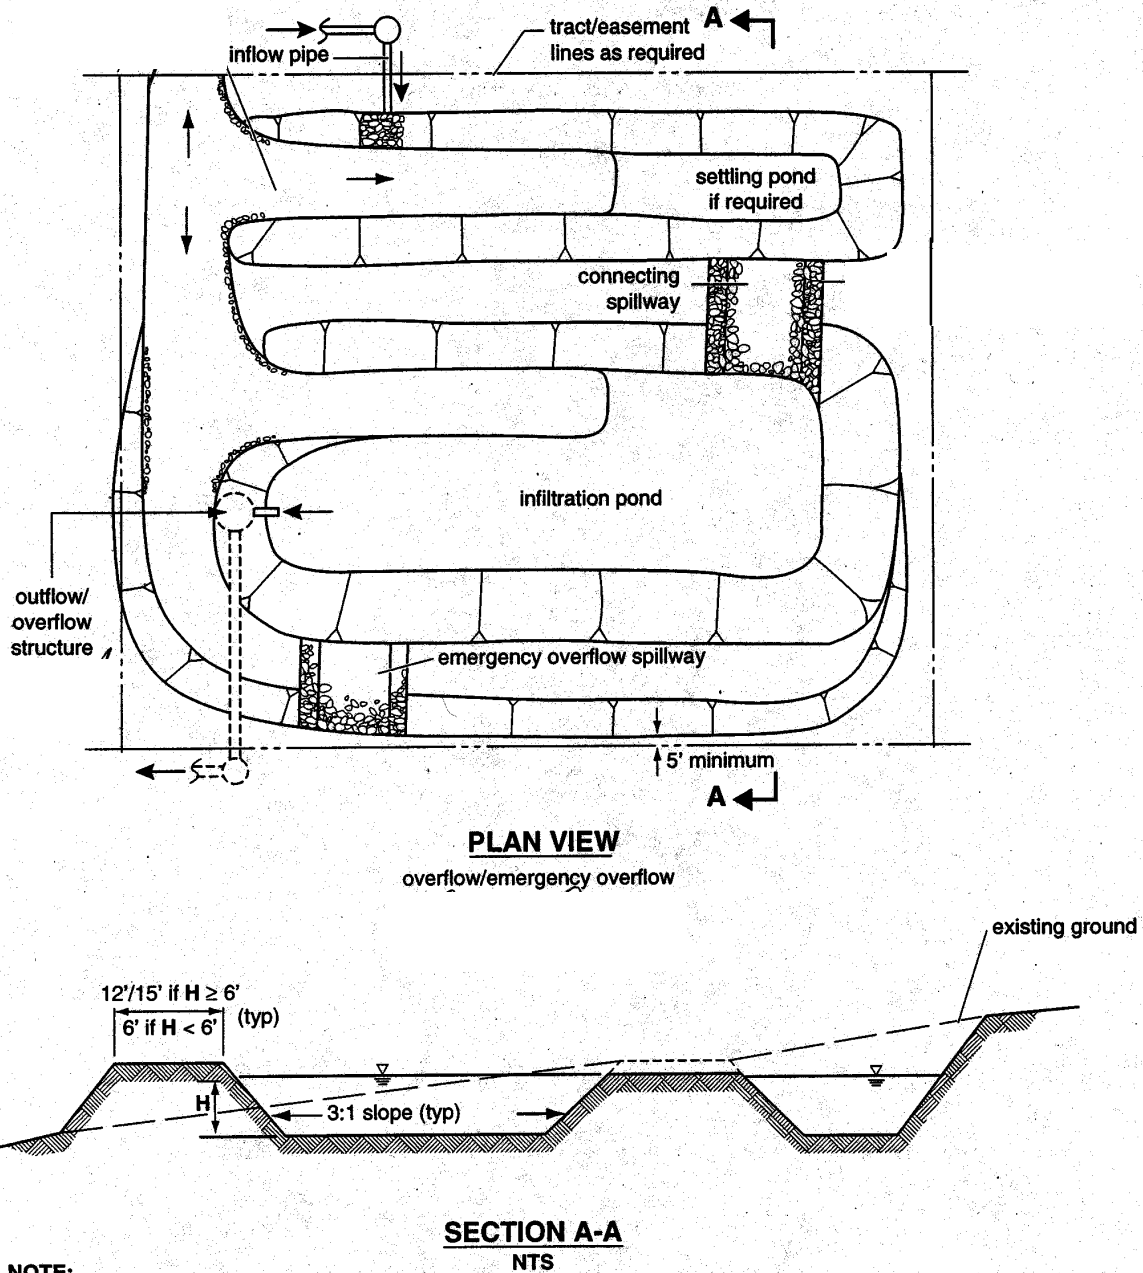 A
tract/easement
lines as required
inflow pipe
settling pond
if required
connecting
spillway
infiltration pond
outflow/
overflow
structure
emergency overflow spillway
5' minimum
A
PLAN VIEW
overflow/emergency overflow
existing ground
12'/15' if H ≥ 6'
6' if H < 6'
(typ)
H
3:1 slope (typ)
SECTION A-A
NTS
NOTE: